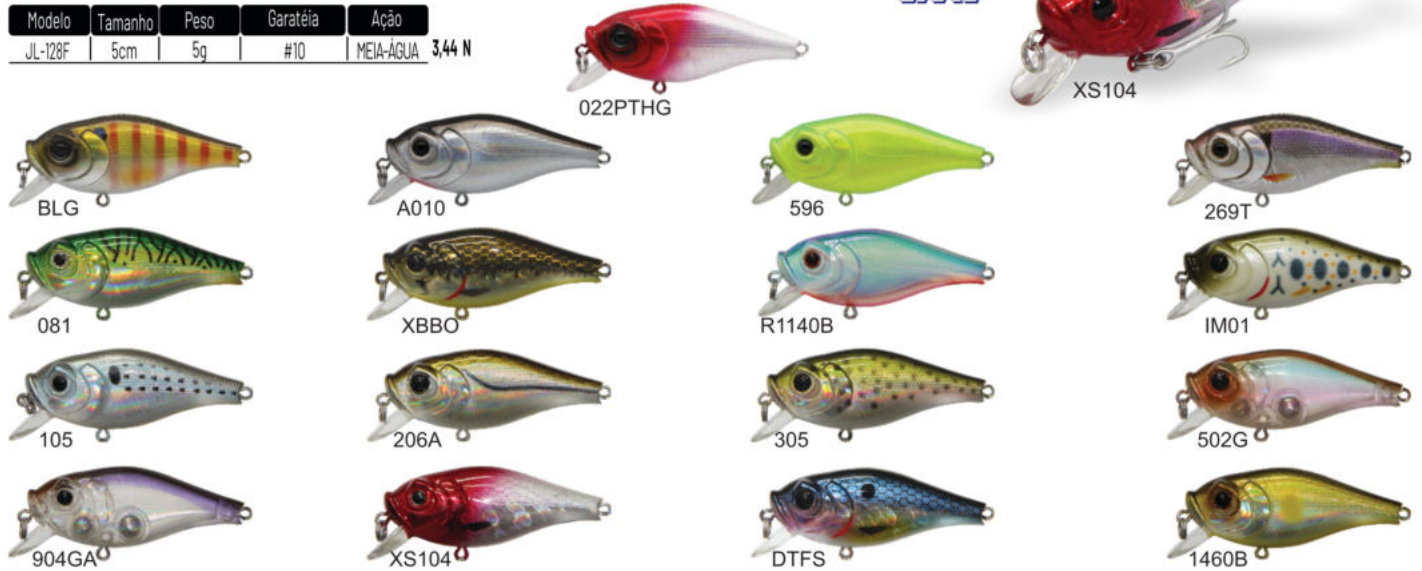 Modelo Tamanho Peso Garatéia Ação
JL-128F 5cm 5g #10 MEIA-ÁGUA 3,44 N
022PTHG
XS104
BLG A010 596 269T
081 XBBO R1140B IM01
105 206A 305 502G
904GA XS104 DTFS 1460B